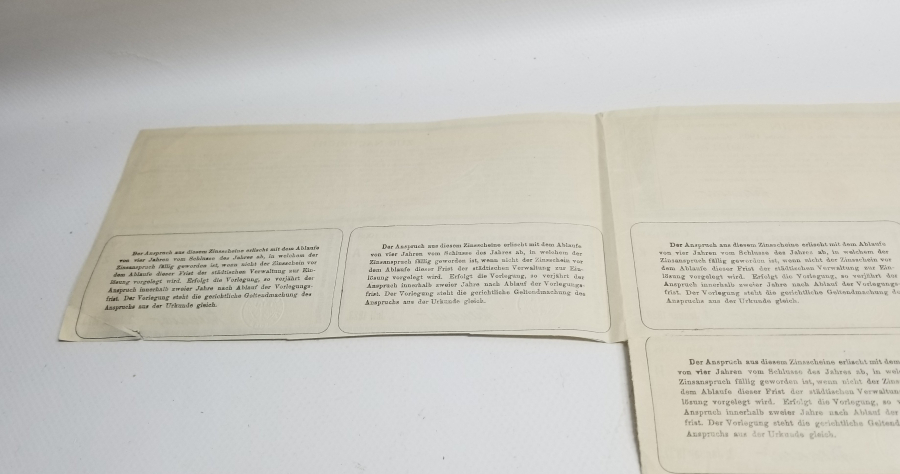 Der Anspruch aus diesem Zinsscheine erlischt mit dem Ablaufe
von vier Jahren vom Schlusse des Jahres ab, in welchem der
Zinsanspruch fällig geworden ist, wenn nicht der Zinsschein vor
dem Ablaufe dieser Frist der städtischen Verwaltung zur Ein-
lösung vorgelegt wird. Erfolgt die Vorlegung, so verjährt der
Anspruch innerhalb zweier Jahre nach Ablauf der Vorlegungs-
frist. Der Vorlegung steht die gerichtliche Geltendmachung des
Anspruchs aus der Urkunde gleich.
Der Anspruch aus diesem Zinsscheine erlischt mit dem Ablaufe
von vier Jahren vom Schlusse des Jahres ab, in welchem der
Zinsanspruch fällig geworden ist, wenn nicht der Zinsschein vor
dem Ablaufe dieser Frist der städtischen Verwaltung zur Ein-
lösung vorgelegt wird. Erfolgt die Vorlegung, so verjährt der
Anspruch innerhalb zweier Jahre nach Ablauf der Vorlegungs-
frist. Der Vorlegung steht die gerichtliche Geltendmachung des
Anspruchs aus der Urkunde gleich.
Der Anspruch aus diesem Zinsscheine erlischt mit dem Ablaufe
von vier Jahren vom Schlusse des Jahres ab, in welchem der
Zinsanspruch fällig geworden ist, wenn nicht der Zinsschein vor
dem Ablaufe dieser Frist der städtischen Verwaltung zur Ein-
lösung vorgelegt wird. Erfolgt die Vorlegung, so verjährt der
Anspruch innerhalb zweier Jahre nach Ablauf der Vorlegungs-
frist. Der Vorlegung steht die gerichtliche Geltendmachung de
Anspruchs aus der Urkunde gleich.
Der Anspruch aus diesem Zinsscheine erlischt mit dem
von vier Jahren vom Schlusse des Jahres ab, in wel
Zinsanspruch fällig geworden ist, wenn nicht der Zins
dem Ablaufe dieser Frist der städtischen Verwaltun
lösung vorgelegt wird. Erfolgt die Vorlegung, so v
Anspruch innerhalb zweier Jahre nach Ablauf der
frist. Der Vorlegung steht die gerichtliche Geltend
Anspruchs aus der Urkunde gleich.